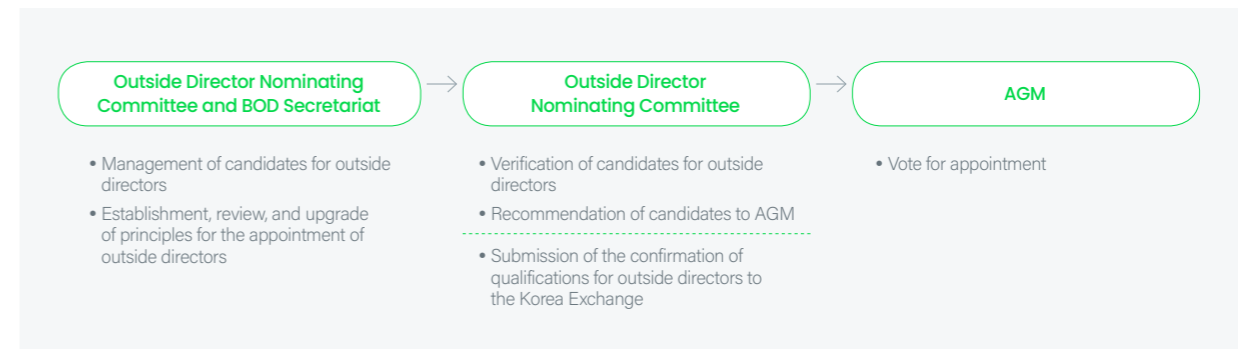 Outside Director Nominating
Committee and BOD Secretariat
• Management of candidates for outside
directors
• Establishment, review, and upgrade
of principles for the appointment of
outside directors
Outside Director
Nominating Committee
• Verification of candidates for outside
directors
• Recommendation of candidates to AGM
• Submission of the confirmation of
qualifications for outside directors to
the Korea Exchange
AGM
• Vote for appointment